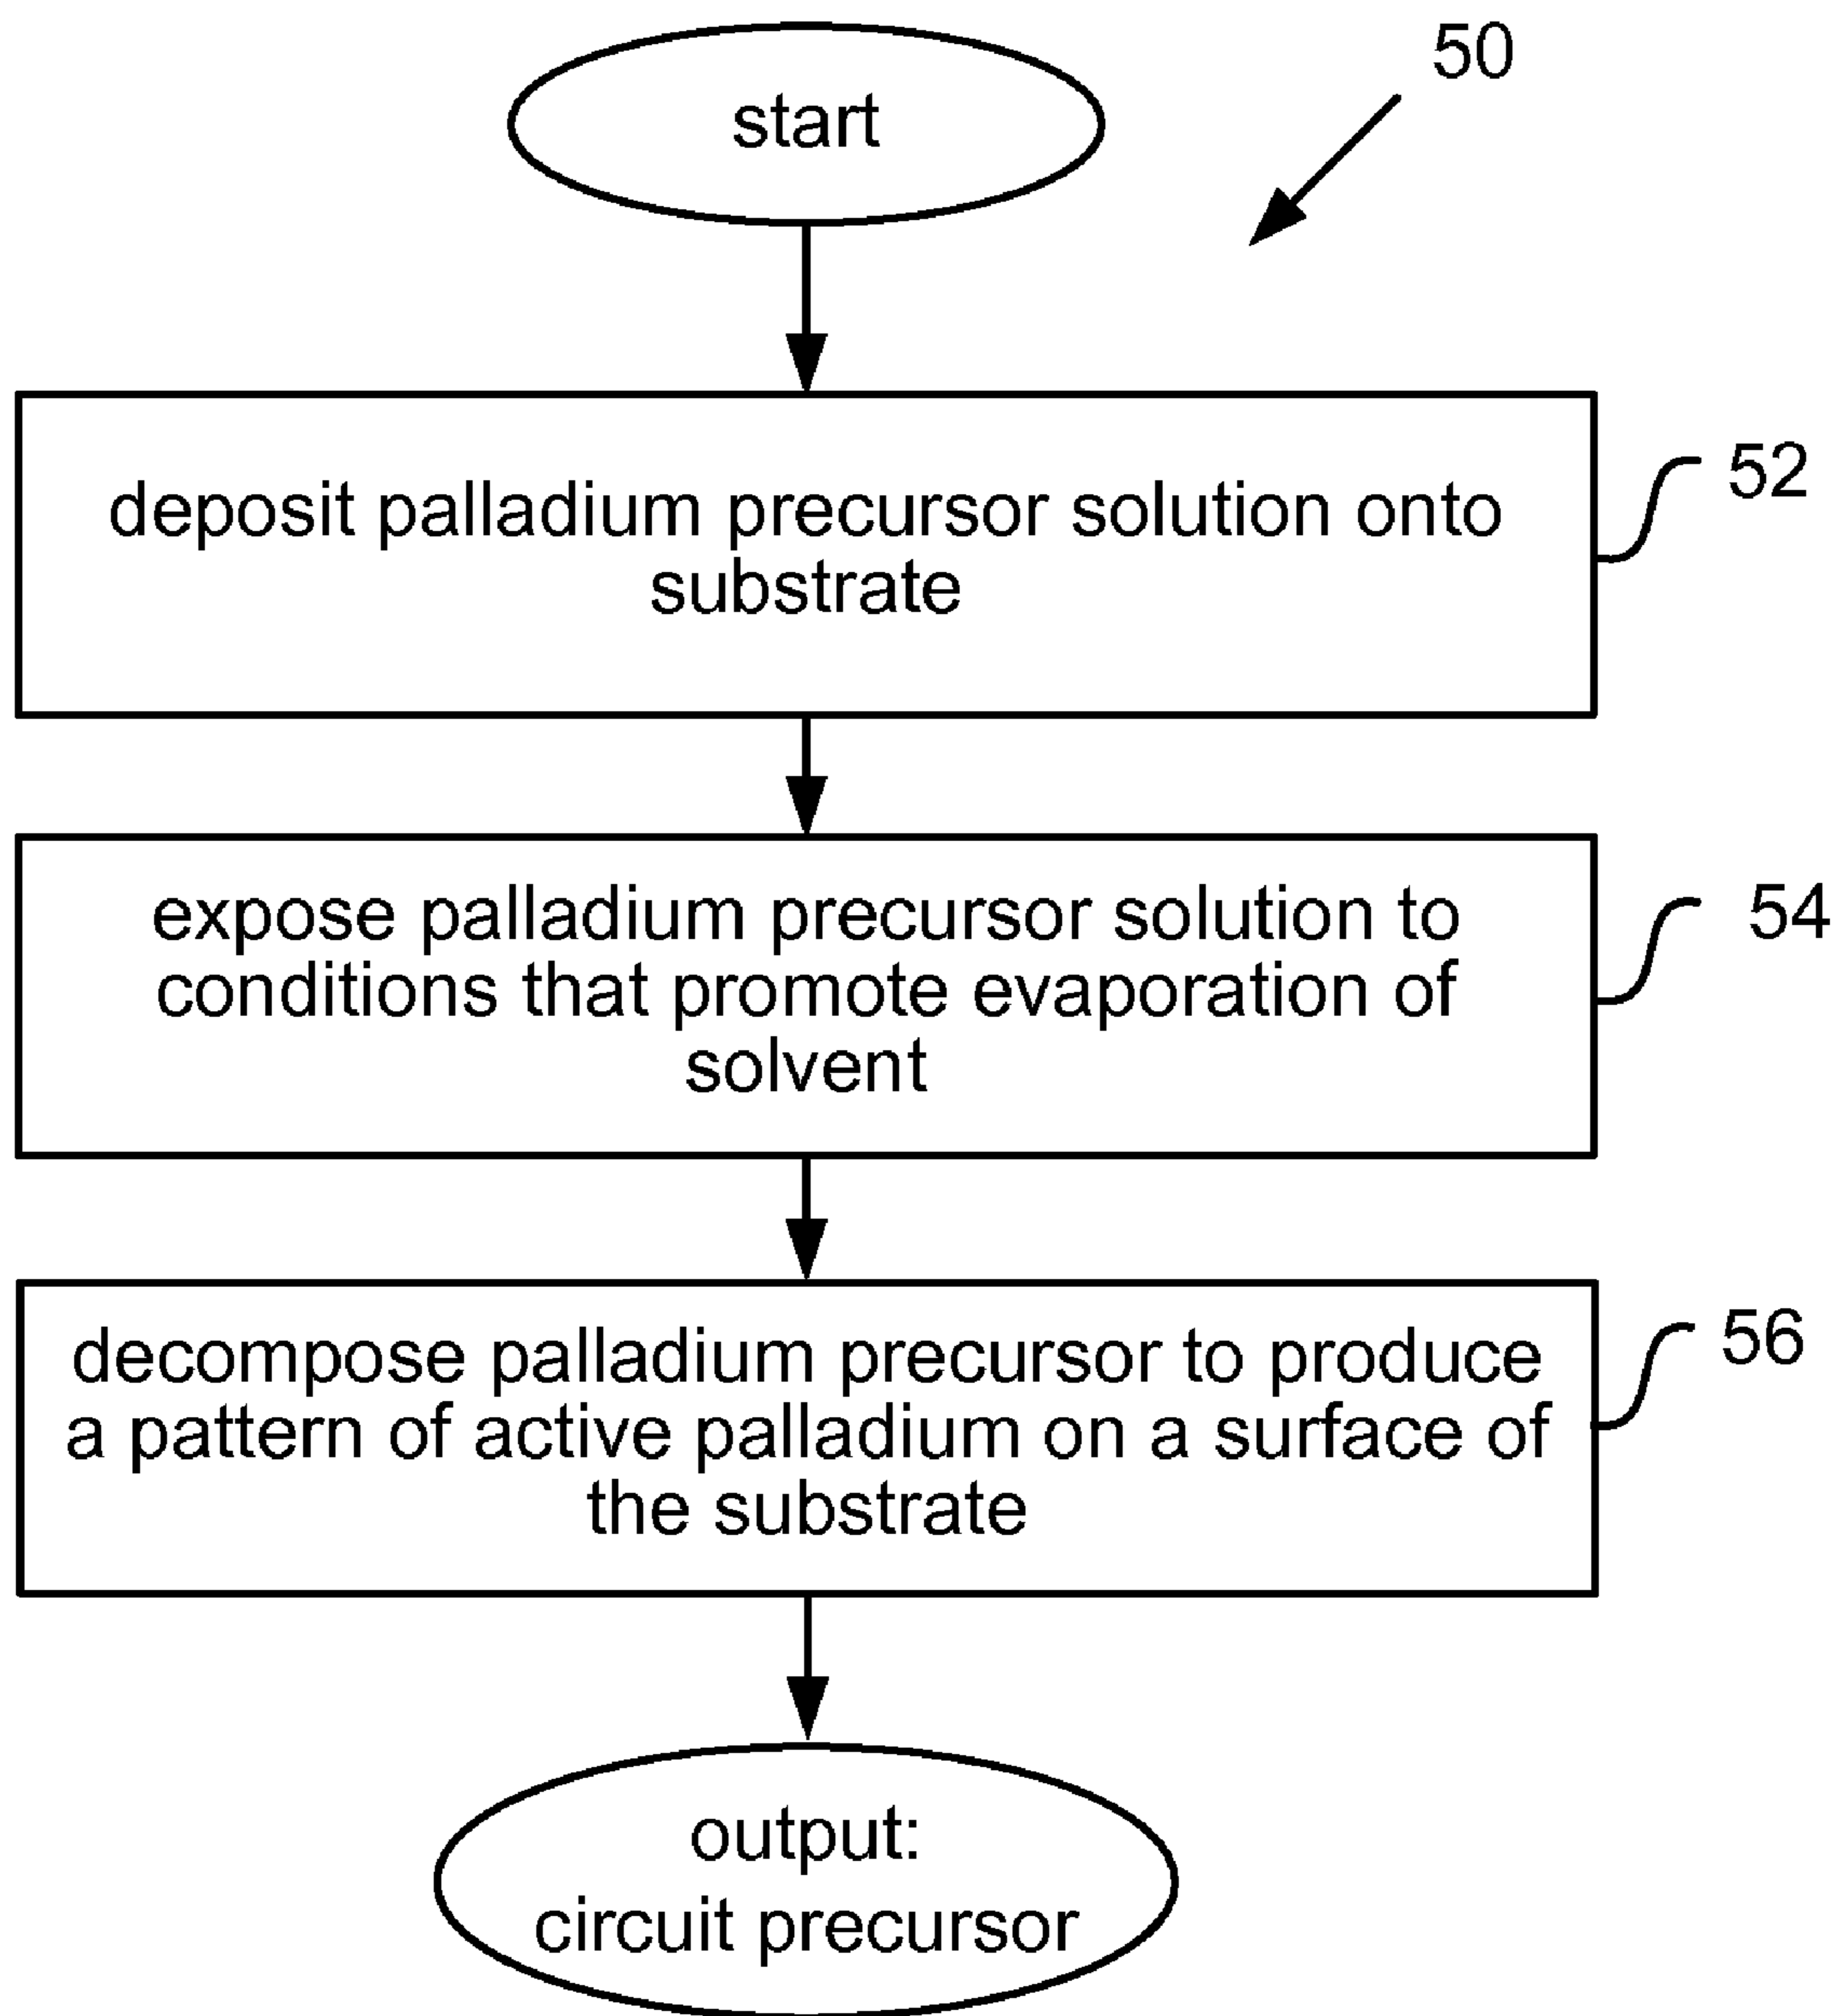 50
start
deposit palladium precursor solution onto
substrate
52
expose palladium precursor solution to
conditions that promote evaporation of
solvent
54
decompose palladium precursor to produce
a pattern of active palladium on a surface of
the substrate
56
output:
circuit precursor